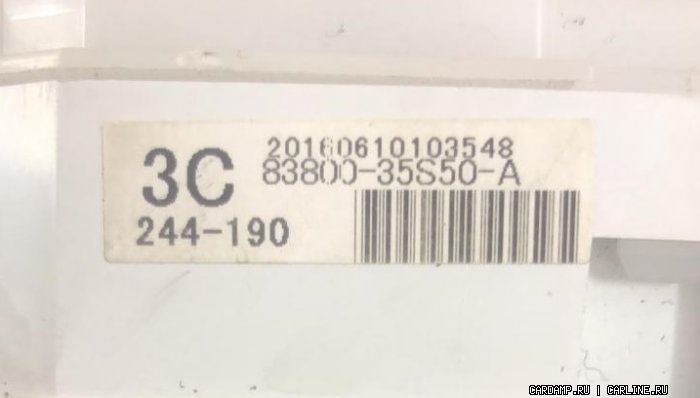 20160610103548
3C 83800-35S50-A
244-190
CARDAMP.RU | CARLINE.RU